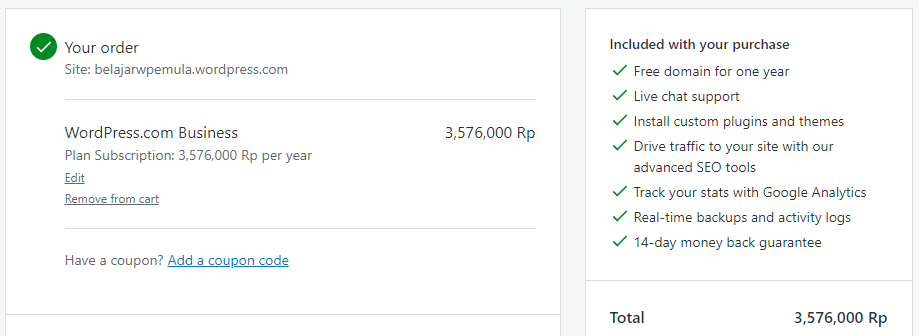 Your order
Site: belajarwpemula.wordpress.com
WordPress.com Business 3,576,000 Rp
Plan Subscription: 3,576,000 Rp per year
Edit
Remove from cart
Have a coupon? Add a coupon code
Included with your purchase
Free domain for one year
Live chat support
Install custom plugins and themes
Drive traffic to your site with our
advanced SEO tools
Track your stats with Google Analytics
Real-time backups and activity logs
14-day money back guarantee
Total 3,576,000 Rp